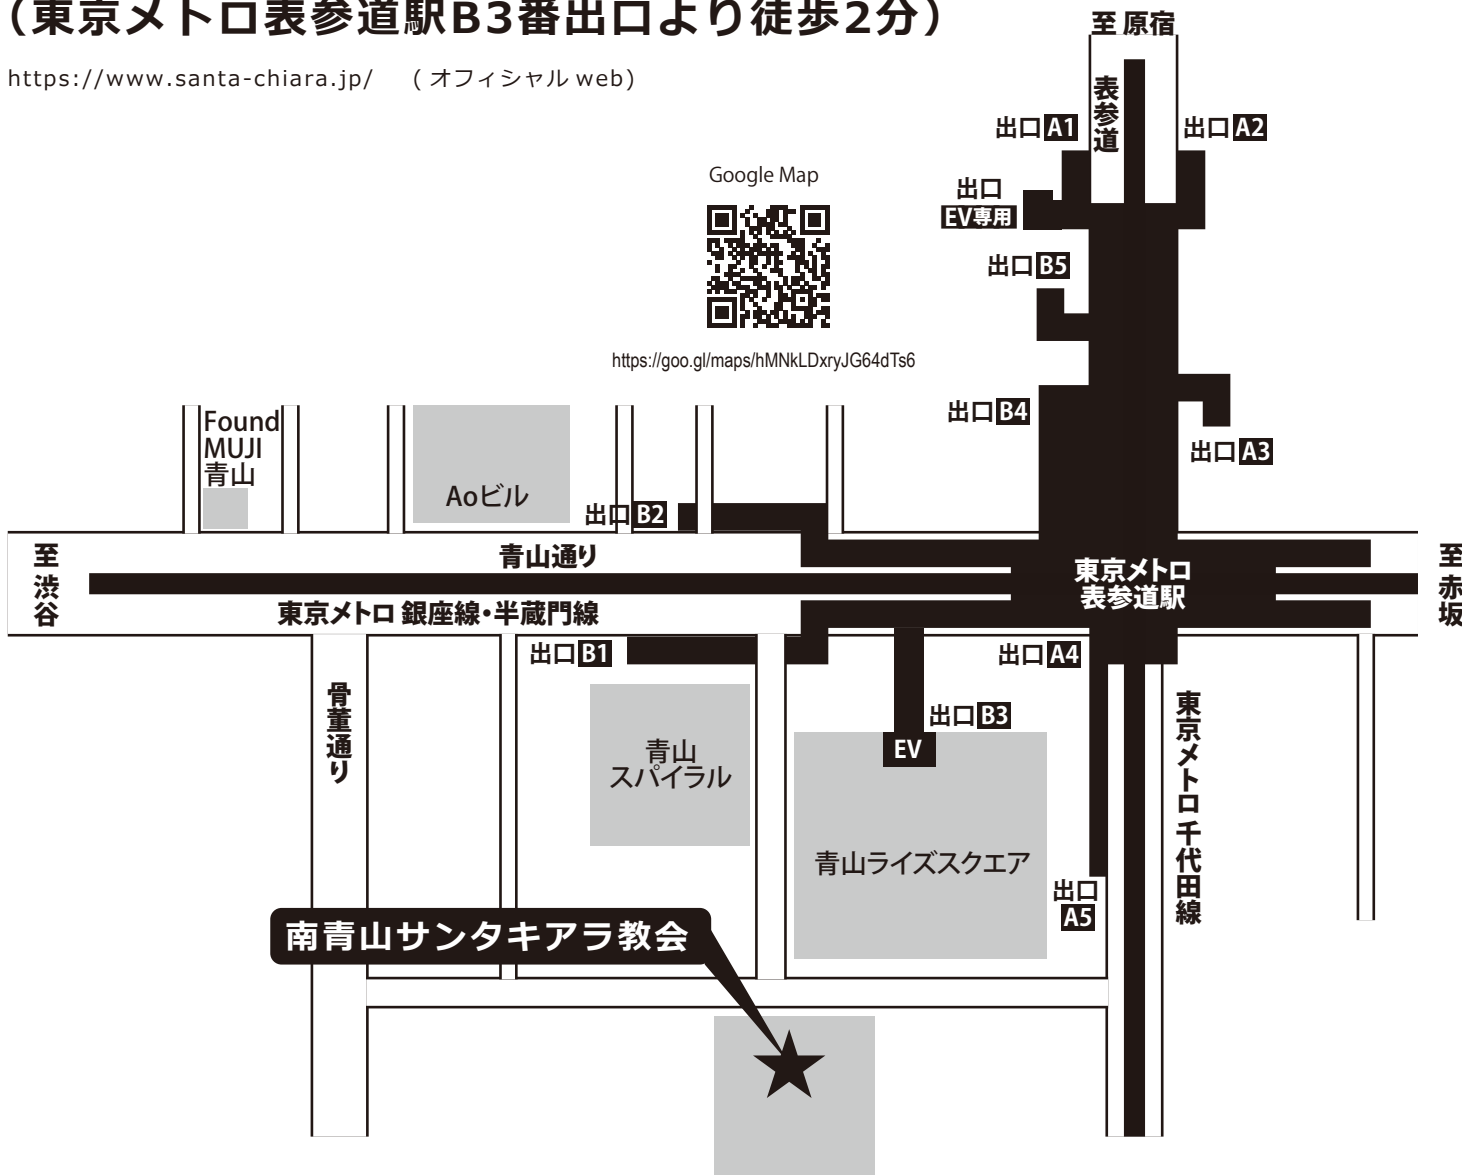 (東京メトロ表参道駅B3番出口より徒歩2分)
https://www.santa-chiara.jp/ (オフィシャルweb)
至 原宿
表参道
出口A1
出口A2
Google Map
出口
EV専用
出口B5
https://goo.gl/maps/hMNkLDxryJG64dTs6
出口B4
出口A3
Found
MUJI
青山
Aoビル
出口B2
至渋谷
青山通り
東京メトロ
表参道駅
至赤坂
東京メトロ 銀座線・半蔵門線
出口B1
出口A4
骨董通り
出口B3
EV
東京メトロ千代田線
青山
スパイラル
青山ライズスクエア
出口
A5
南青山サンタキアラ教会